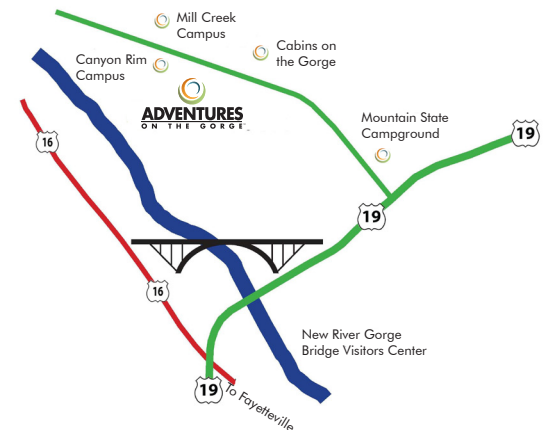 Mill Creek
Campus
Canyon Rim
Campus
Cabins on
the Gorge
ADVENTURES
ON THE GORGE
Mountain State
Campground
19
16
19
16
New River Gorge
Bridge Visitors Center
19
To Fayetteville